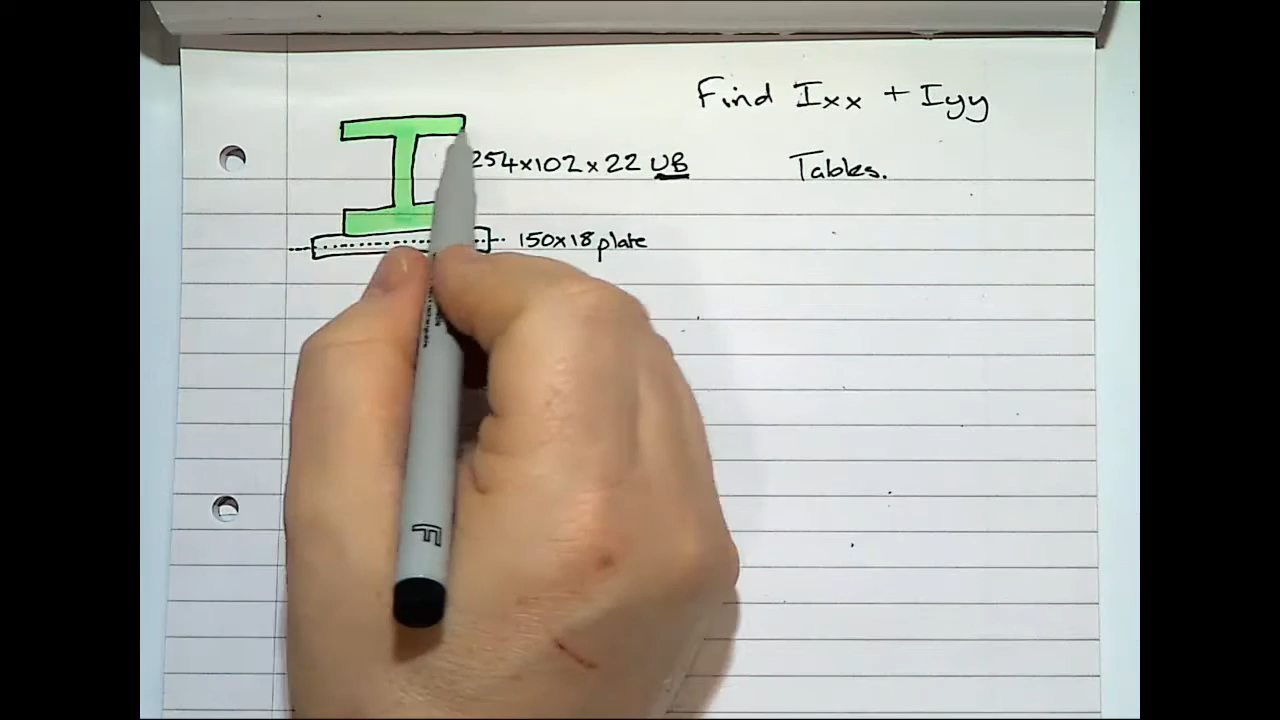 Find Ixx + Iyy
254x102x22 UB
Tables.
150x18 plate
F